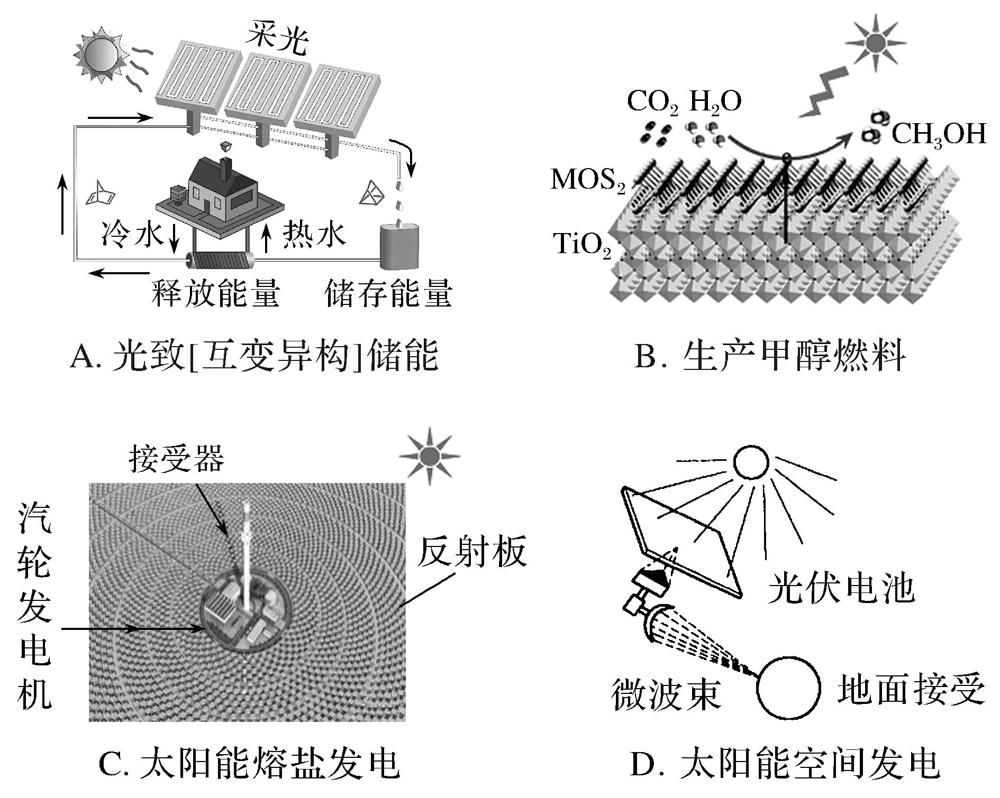 采光
冷水
热水
释放能量
储存能量
A. 光致[互变异构]储能
CO₂ H₂O
CH₃OH
MOS₂
TiO₂
B. 生产甲醇燃料
接受器
汽轮发电机
反射板
C. 太阳能熔盐发电
光伏电池
微波束
地面接受
D. 太阳能空间发电